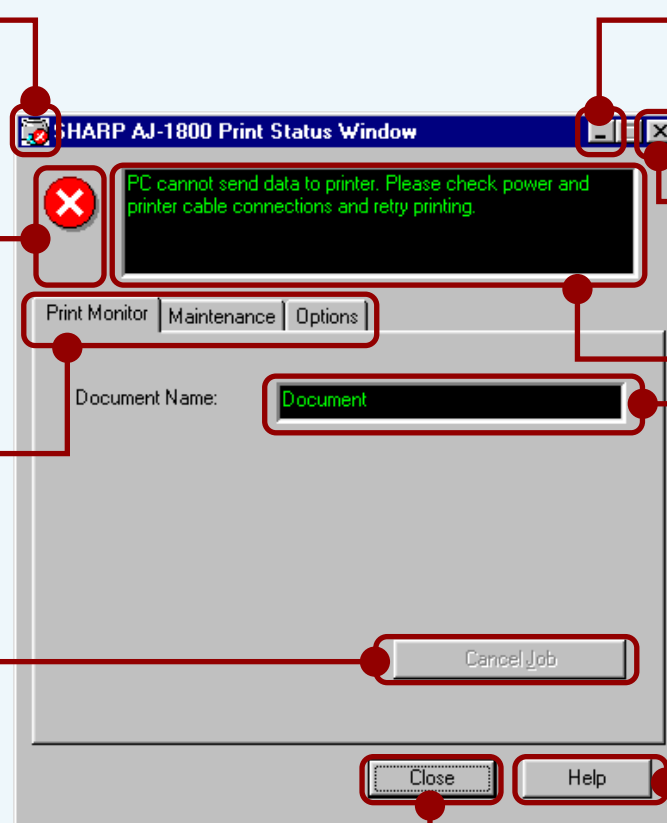 SHARP AJ-1800 Print Status Window
PC cannot send data to printer. Please check power and
printer cable connections and retry printing.
Print Monitor Maintenance Options
Document Name: Document
Cancel Job
Close Help